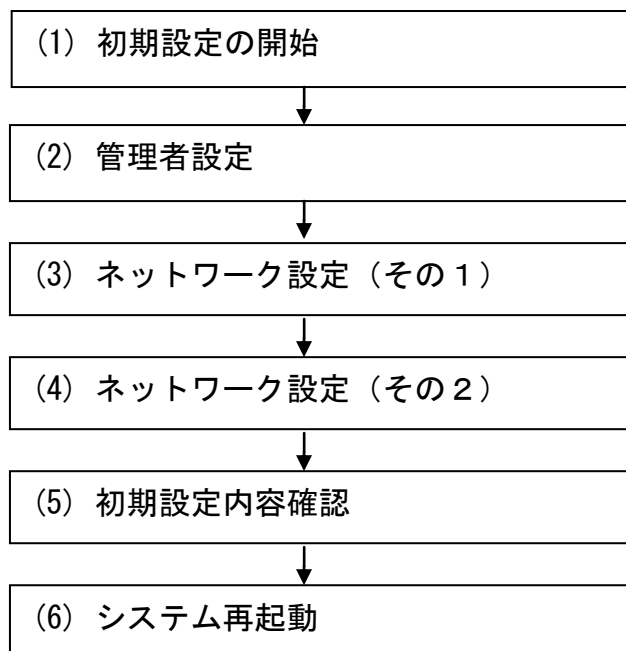 (1) 初期設定の開始
(2) 管理者設定
(3) ネットワーク設定（その１）
(4) ネットワーク設定（その２）
(5) 初期設定内容確認
(6) システム再起動